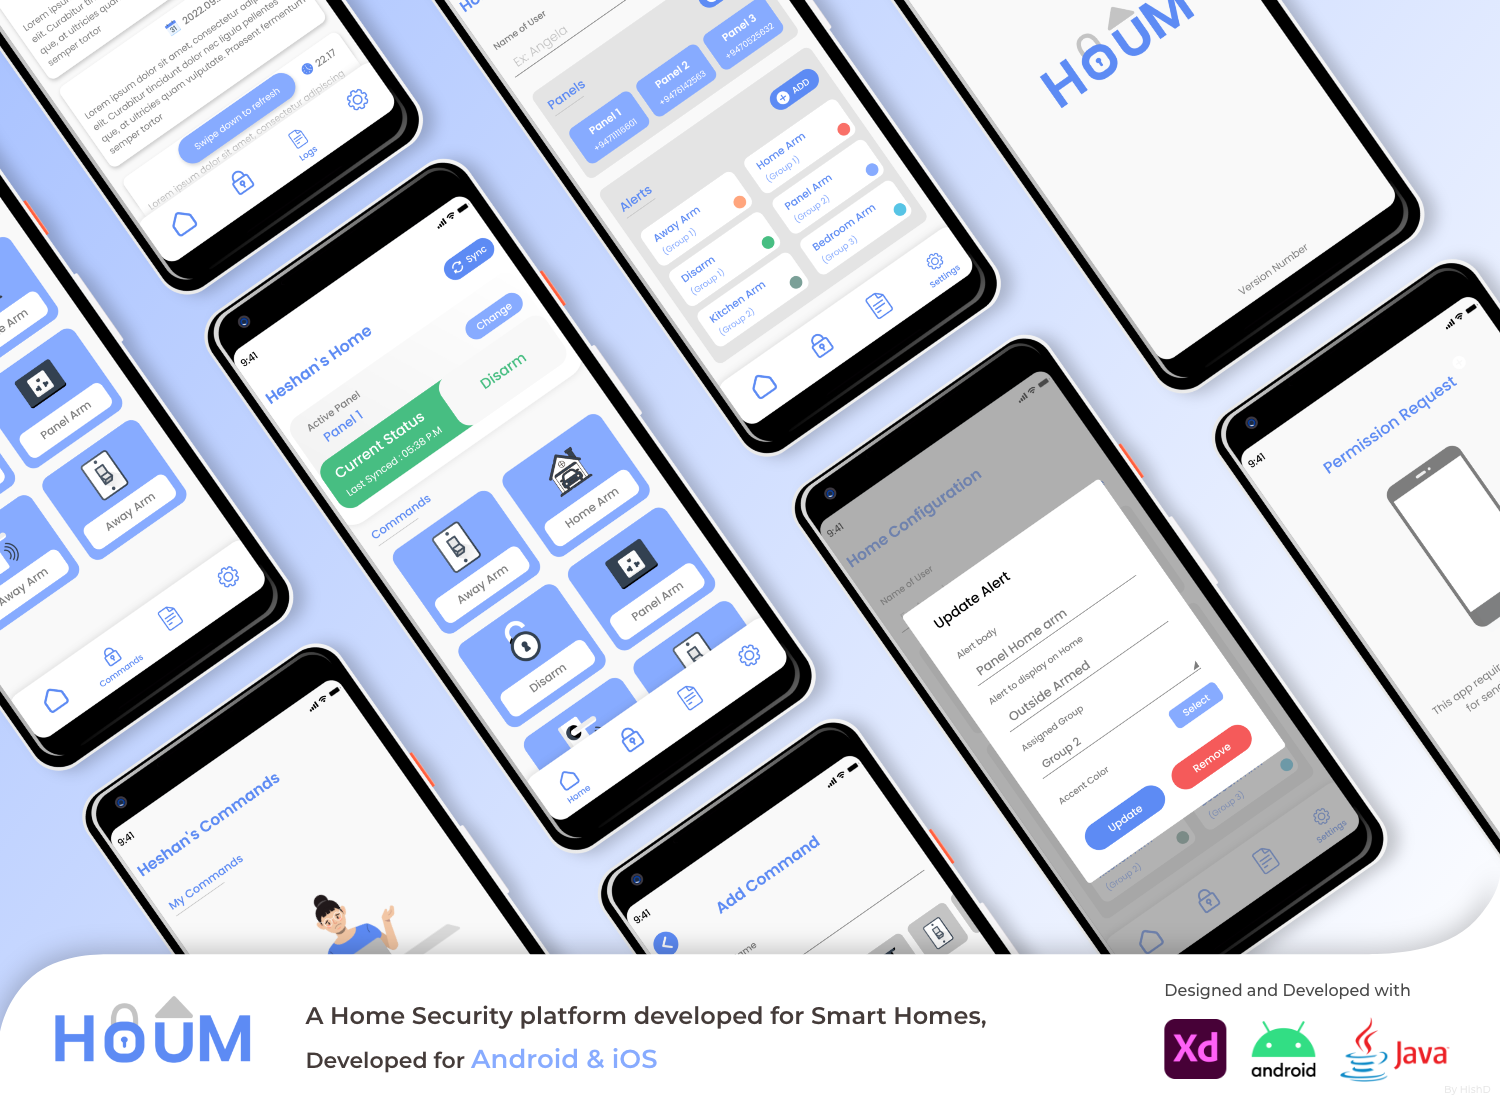 Lorem ipsum dolor sit amet
elit. Curabitur
que, at ultricies quam
semper tortor
2022.09
Lorem ipsum dolor sit amet, consectetur
elit. Curabitur tincidunt dolor nec ligula pellentes
que, at ultricies quam vulputate. Praesent fermentum
semper tortor
Swipe down to refresh
22.17
Lorem ipsum dolor sit amet, consectetur adipiscing
Logs
Name of User
Ex: Angela
Panels
Panel 1
+94711116601
Panel 2
+9476142563
Panel 3
+9470525632
ADD
Alerts
Away Arm
(Group 1)
Home Arm
(Group 1)
Disarm
(Group 1)
Panel Arm
(Group 2)
Kitchen Arm
(Group 2)
Bedroom Arm
(Group 3)
Settings
HOUM
Version Number
Arm
Panel Arm
Away Arm
Away Arm
Commands
9:41
Sync
Heshan's Home
Change
Active Panel
Panel 1
Current Status
Last Synced : 05:38 P.M
Disarm
Commands
Away Arm
Home Arm
Disarm
Panel Arm
Home
9:41
Home Configuration
Name of User
Update Alert
Alert body
Panel Home arm
Alert to display on Home
Outside Armed
Assigned Group
Group 2
Accent Color
Select
Update
Remove
(Group 2)
(Group 3)
Settings
9:41
Permission Request
This app
for
9:41
Heshan's Commands
My Commands
9:41
Add Command
HOUM
A Home Security platform developed for Smart Homes,
Developed for Android & iOS
Designed and Developed with
Xd
android
Java
By HishD